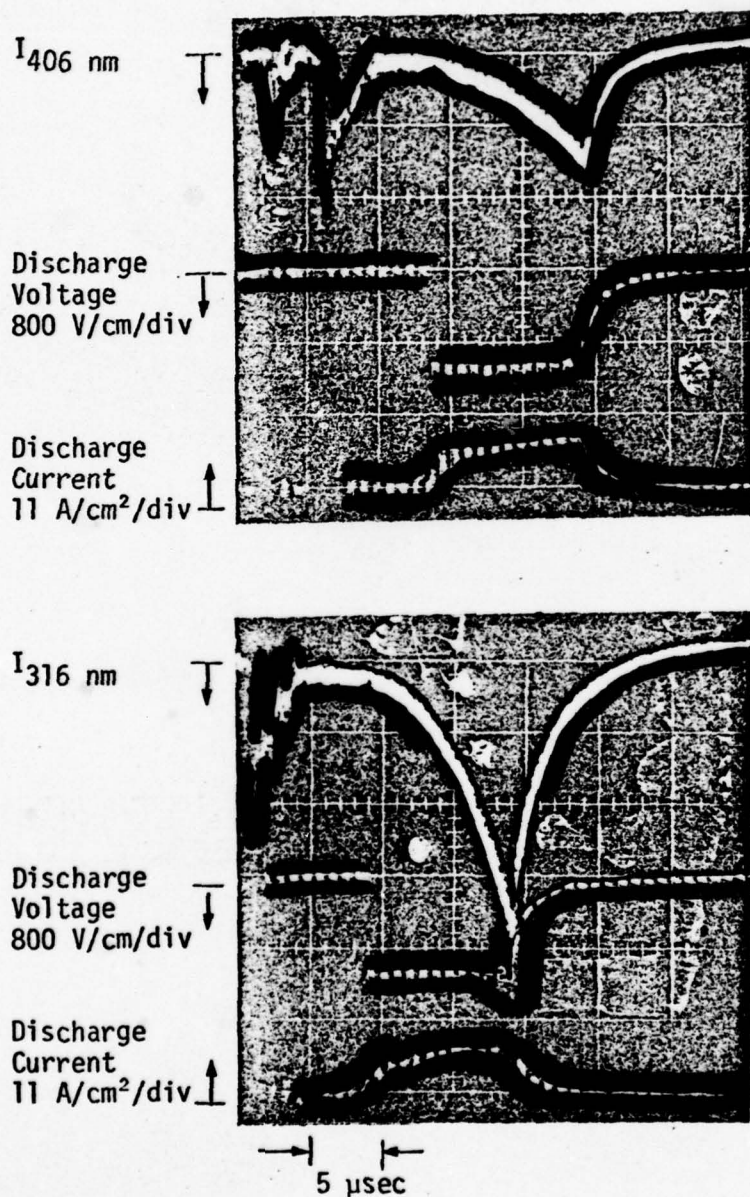 I406 nm
Discharge
Voltage
800 V/cm/div
Discharge
Current
11 A/cm²/div
I316 nm
Discharge
Voltage
800 V/cm/div
Discharge
Current
11 A/cm²/div
5 μsec